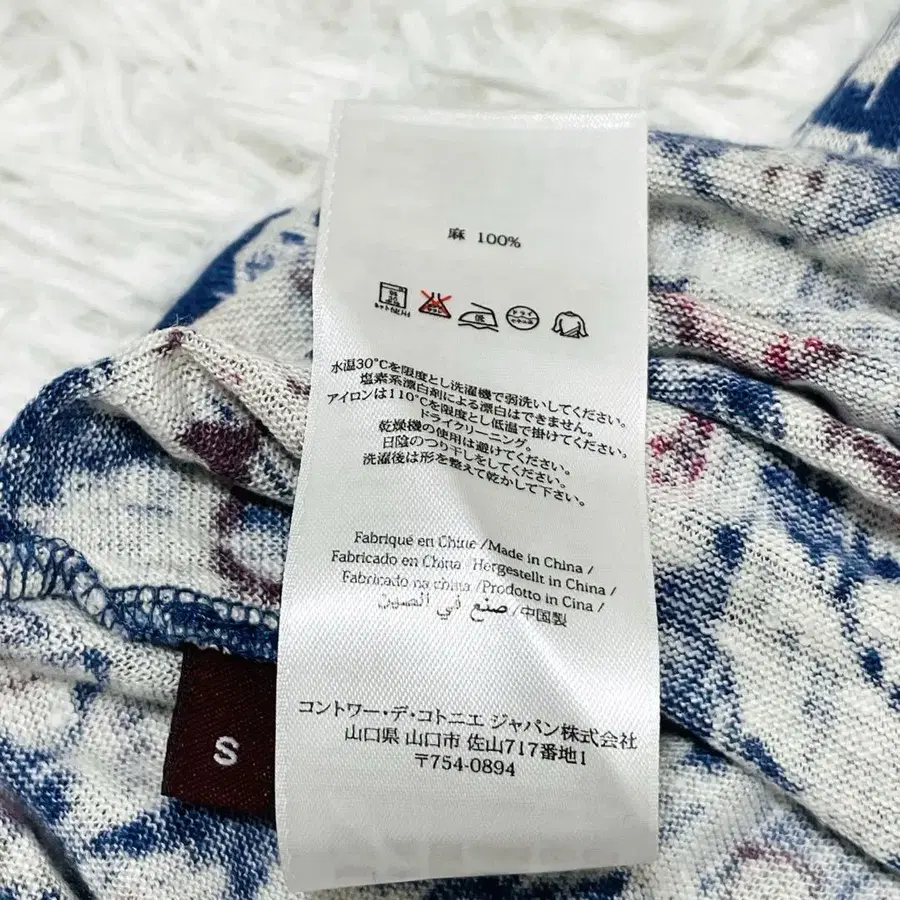 麻 100%
水温30℃を限度とし洗濯機で弱洗いしてください。
塩素系漂白剤による漂白はできません。
アイロンは110℃を限度とし低温で掛けてください。
ドライクリーニング。
乾燥機の使用は避けてください。
日陰のつり干しをしてください。
洗濯後は形を整えて乾かして下さい。
Fabriqué en Chine /Made in China /
Fabricado en China /Hergestellt in China /
Fabricado na china /Prodotto in Cina /
صنع في الصين /中国製
コントワー・デ・コトニエ ジャパン株式会社
山口県 山口市 佐山717番地1
〒754-0894
S